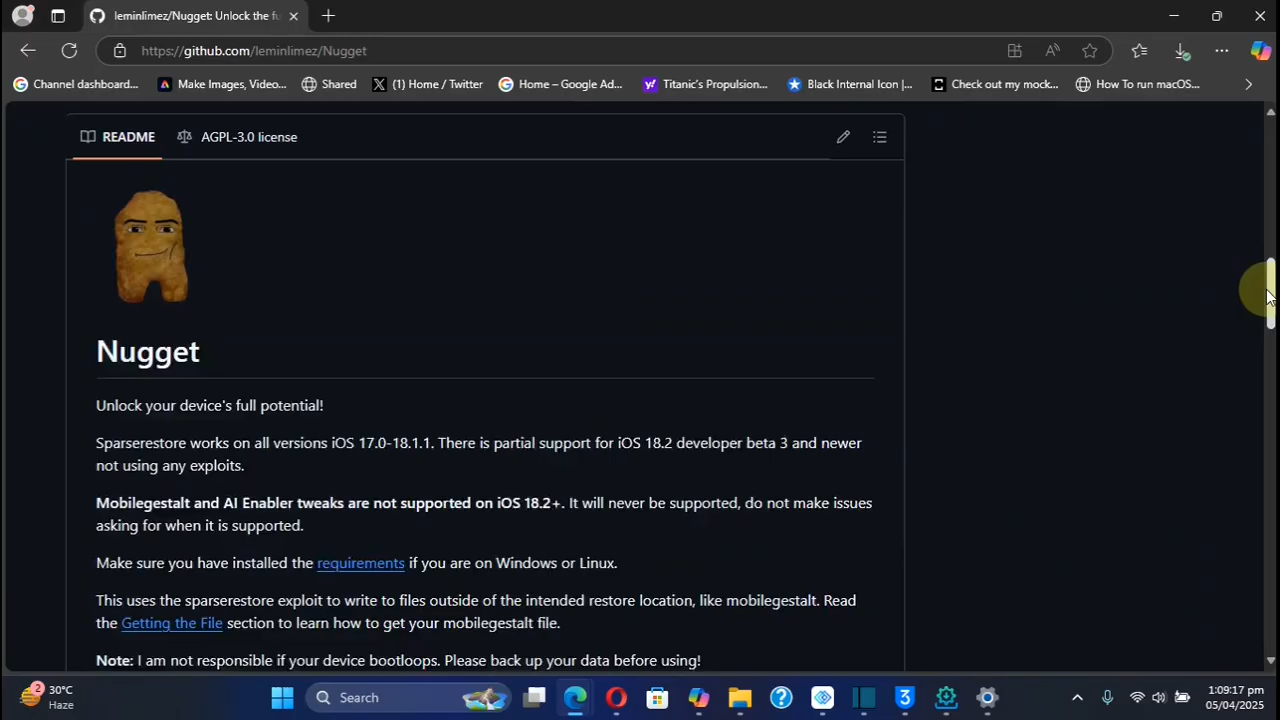 leminlimez/Nugget: Unlock the fu
https://github.com/leminlimez/Nugget
Channel dashboard...
Make Images, Video...
Shared
(1) Home / Twitter
Home – Google Ad...
Titanic's Propulsion...
Black Internal Icon |...
Check out my mock...
How To run macOS...
README
AGPL-3.0 license
Nugget
Unlock your device's full potential!
Sparserestore works on all versions iOS 17.0-18.1.1. There is partial support for iOS 18.2 developer beta 3 and newer
not using any exploits.
Mobilegestalt and AI Enabler tweaks are not supported on iOS 18.2+. It will never be supported, do not make issues
asking for when it is supported.
Make sure you have installed the requirements if you are on Windows or Linux.
This uses the sparserestore exploit to write to files outside of the intended restore location, like mobilegestalt. Read
the Getting the File section to learn how to get your mobilegestalt file.
Note: I am not responsible if your device bootloops. Please back up your data before using!
2
30°C
Haze
Search
3
1:09:17 pm
05/04/2025